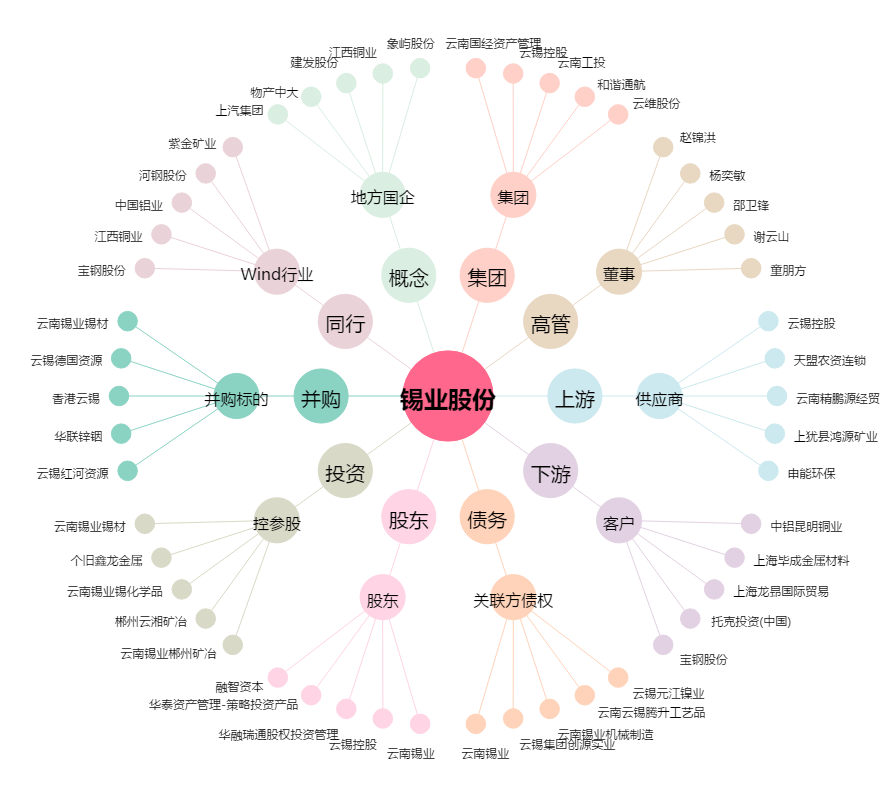 象屿股份
云南国经资产管理
江西铜业
云锡控股
建发股份
云南工投
物产中大
和谐通航
上汽集团
云维股份
紫金矿业
赵锦洪
河钢股份
杨奕敏
地方国企
集团
中国铝业
邵卫锋
江西铜业
谢云山
宝钢股份
Wind行业
概念
集团
董事
童朋方
云南锡业锡材
同行
高管
云锡控股
云锡德国资源
天盟农资连锁
香港云锡
并购标的
并购
锡业股份
上游
供应商
云南精鹏源经贸
华联锌铟
上犹县鸿源矿业
云锡红河资源
投资
下游
申能环保
云南锡业锡材
控参股
股东
债务
客户
中铝昆明铜业
个旧鑫龙金属
上海毕成金属材料
云南锡业锡化学品
股东
关联方债权
上海龙昂国际贸易
郴州云湘矿冶
托克投资(中国)
云南锡业郴州矿冶
宝钢股份
融智资本
云锡元江镍业
华泰资产管理-策略投资产品
云南云锡腾升工艺品
华融瑞通股权投资管理
云南锡业机械制造
云锡控股
云锡集团创源实业
云南锡业
云南锡业